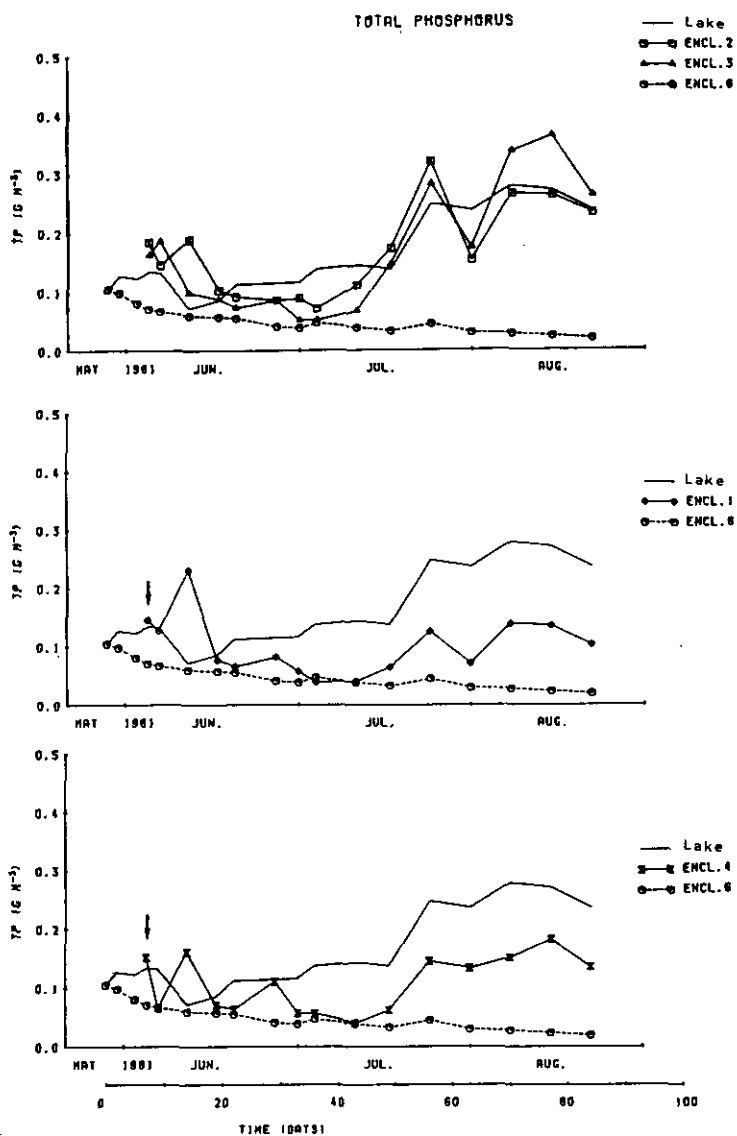 TOTAL PHOSPHORUS
Lake
ENCL.2
ENCL.3
ENCL.6
0.5
0.4
0.3
0.2
0.1
0.0
TP (G M⁻³)
MAY 1983 JUN. JUL. AUG.
Lake
ENCL.1
ENCL.6
0.5
0.4
0.3
0.2
0.1
0.0
TP (G M⁻³)
MAY 1983 JUN. JUL. AUG.
Lake
ENCL.4
ENCL.6
0.5
0.4
0.3
0.2
0.1
0.0
TP (G M⁻³)
MAY 1983 JUN. JUL. AUG.
0 20 40 60 80 100
TIME (DAYS)